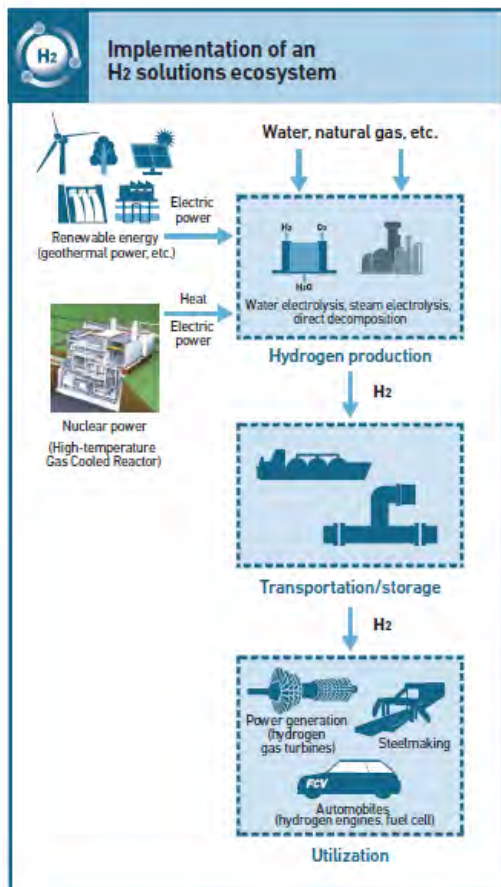 H2
Implementation of an
H2 solutions ecosystem
Water, natural gas, etc.
Electric
power
Renewable energy
(geothermal power, etc.)
H2
O2
H2O
Water electrolysis, steam electrolysis,
direct decomposition
Heat
Electric
power
Hydrogen production
Nuclear power
(High-temperature
Gas Cooled Reactor)
H2
Transportation/storage
H2
Power generation
(hydrogen
gas turbines)
Steelmaking
FCV
Automobiles
(hydrogen engines, fuel cell)
Utilization